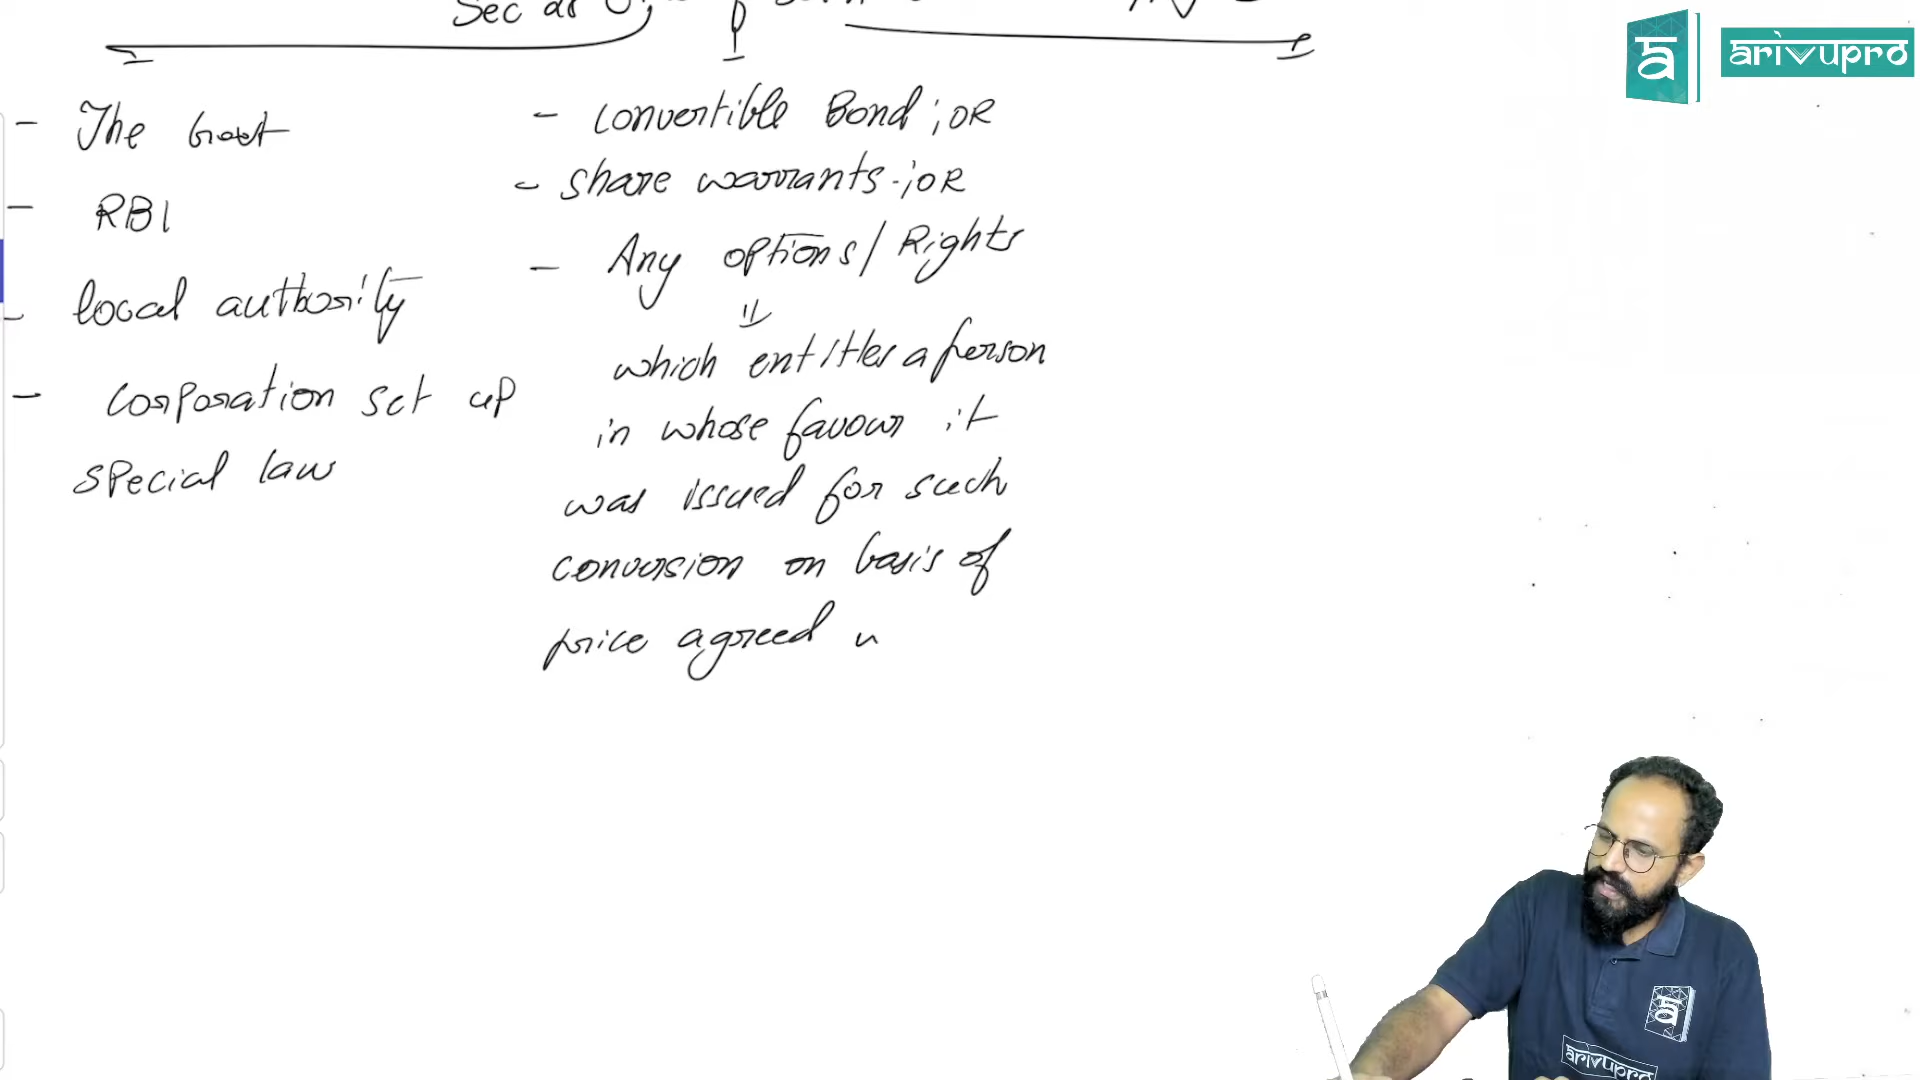 Sec as
- The Govt
- RBI
- local authority
- corporation set up
special law
- convertible Bond; OR
- share warrants; OR
- Any options/Rights
which entitles a person
in whose favour it
was issued for such
conversion on basis of
price agreed
ā arivupro
ā
arivupro